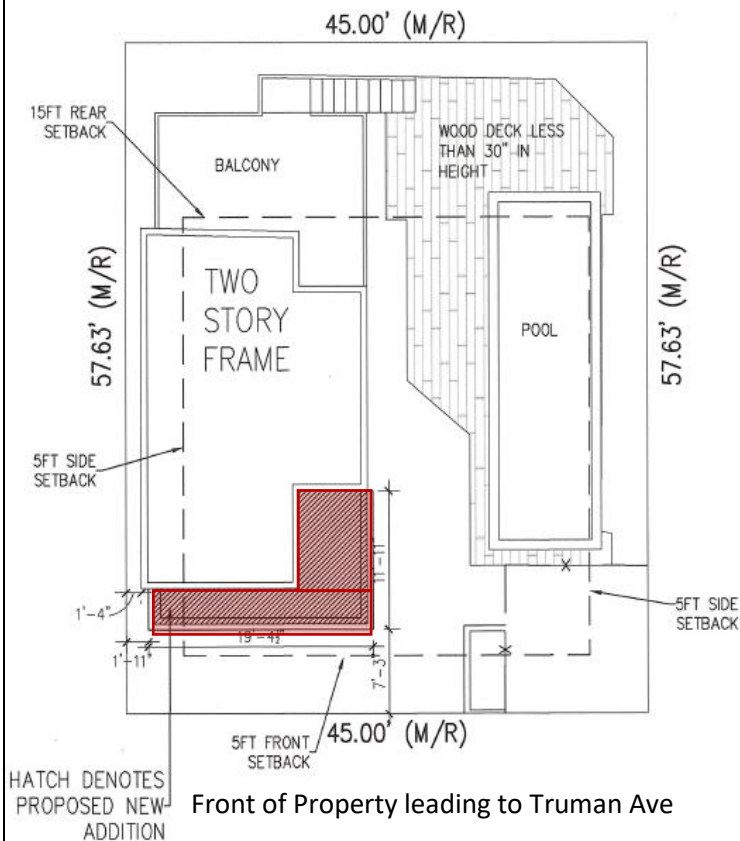 45.00' (M/R)
15FT REAR
SETBACK
WOOD DECK LESS
THAN 30" IN
HEIGHT
BALCONY
TWO
STORY
FRAME
57.63' (M/R)
57.63' (M/R)
POOL
5FT SIDE
SETBACK
11'-11"
X
1'-4"
5FT SIDE
SETBACK
19'-4½"
1'-11"
X
7'-3"
5FT FRONT
SETBACK
45.00' (M/R)
HATCH DENOTES
PROPOSED NEW
ADDITION
Front of Property leading to Truman Ave